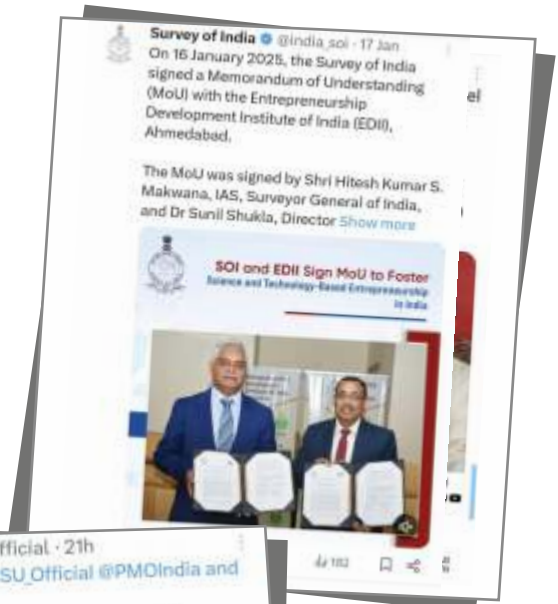 Survey of India @india_soi · 17 Jan
On 16 January 2025, the Survey of India
signed a Memorandum of Understanding
(MoU) with the Entrepreneurship
Development Institute of India (EDII),
Ahmedabad.
The MoU was signed by Shri Hitesh Kumar S.
Makwana, IAS, Surveyor General of India,
and Dr Sunil Shukla, Director Show more
SOI and EDII Sign MoU to Foster
Science and Technology-Based Entrepreneurship
in India
182
el
fficial · 21h
SU_Official @PMOIndia and